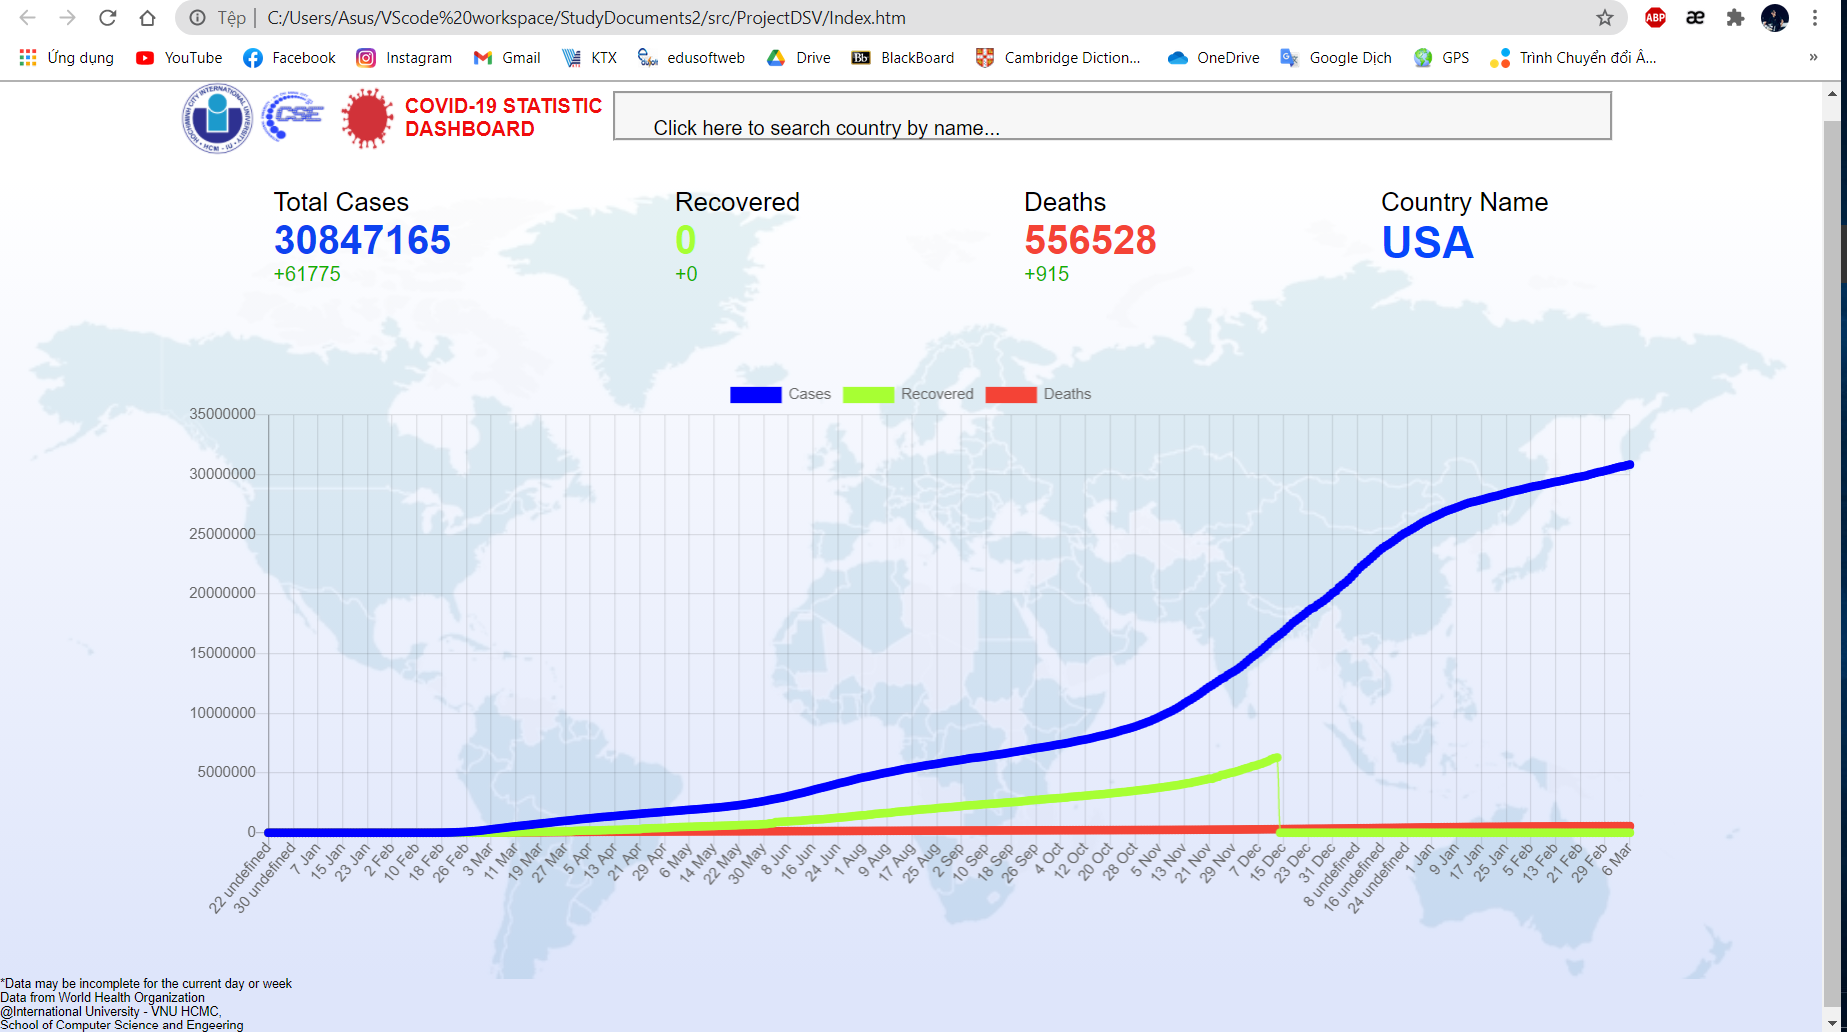 Tệp
C:/Users/Asus/VScode%20workspace/StudyDocuments2/src/ProjectDSV/Index.htm
ABP
æ
Ứng dụng
YouTube
Facebook
Instagram
Gmail
KTX
edusoftweb
Drive
Bb
BlackBoard
Cambridge Diction...
OneDrive
Google Dịch
GPS
Trình Chuyển đổi Â...
»
HOCHIMINH CITY INTERNATIONAL UNIVERSITY
HCM - IU
CSE
COVID-19 STATISTIC
DASHBOARD
Click here to search country by name...
Total Cases
30847165
+61775
Recovered
0
+0
Deaths
556528
+915
Country Name
USA
Cases
Recovered
Deaths
35000000
30000000
25000000
20000000
15000000
10000000
5000000
0
22 undefined
30 undefined
7 Jan
15 Jan
23 Jan
2 Feb
10 Feb
18 Feb
26 Feb
3 Mar
11 Mar
19 Mar
27 Mar
5 Apr
13 Apr
21 Apr
29 Apr
6 May
14 May
22 May
30 May
8 Jun
16 Jun
24 Jun
1 Aug
9 Aug
17 Aug
25 Aug
2 Sep
10 Sep
18 Sep
26 Sep
4 Oct
12 Oct
20 Oct
28 Oct
5 Nov
13 Nov
21 Nov
29 Nov
7 Dec
15 Dec
23 Dec
31 Dec
8 undefined
16 undefined
24 undefined
1 Jan
9 Jan
17 Jan
25 Jan
5 Feb
13 Feb
21 Feb
29 Feb
6 Mar
*Data may be incomplete for the current day or week
Data from World Health Organization
@International University - VNU HCMC,
School of Computer Science and Engeering